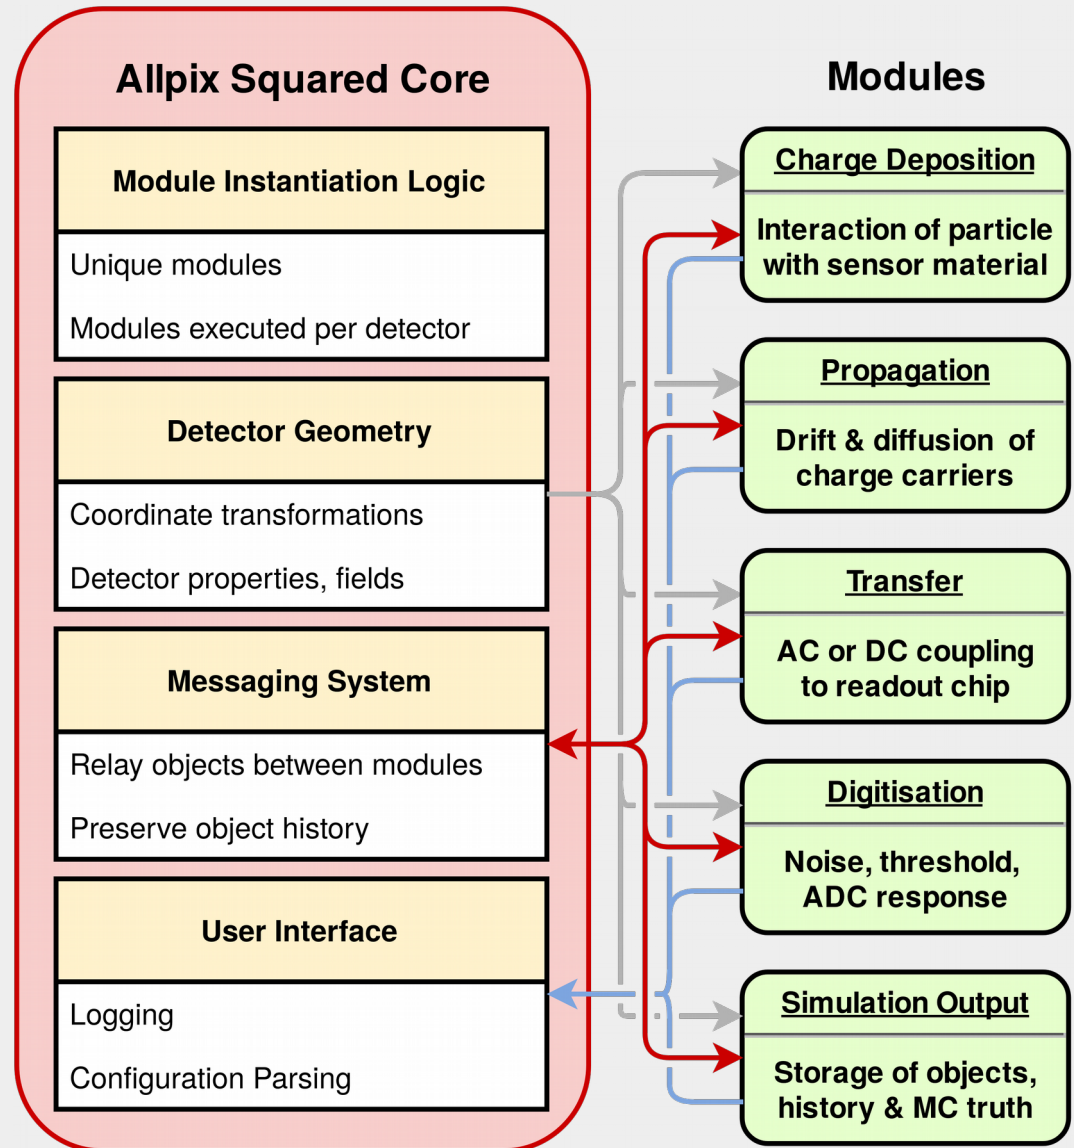 Allpix Squared Core
Module Instantiation Logic
Unique modules
Modules executed per detector
Detector Geometry
Coordinate transformations
Detector properties, fields
Messaging System
Relay objects between modules
Preserve object history
User Interface
Logging
Configuration Parsing
Modules
Charge Deposition
Interaction of particle
with sensor material
Propagation
Drift & diffusion of
charge carriers
Transfer
AC or DC coupling
to readout chip
Digitisation
Noise, threshold,
ADC response
Simulation Output
Storage of objects,
history & MC truth